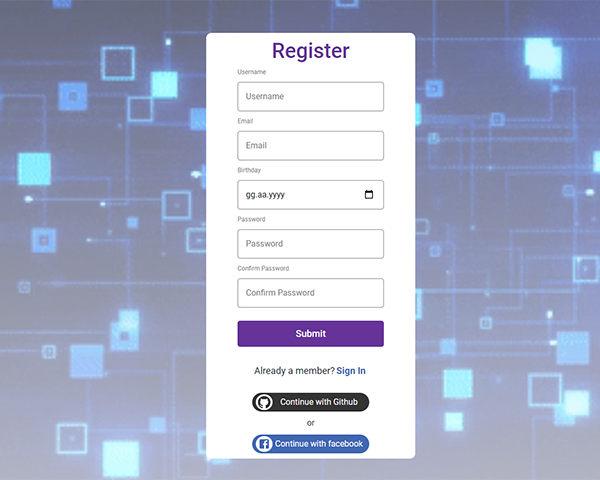 Register
Username
Username
Email
Email
Birthday
gg.aa.yyyy
Password
Password
Confirm Password
Confirm Password
Submit
Already a member? Sign In
Continue with Github
or
Continue with facebook